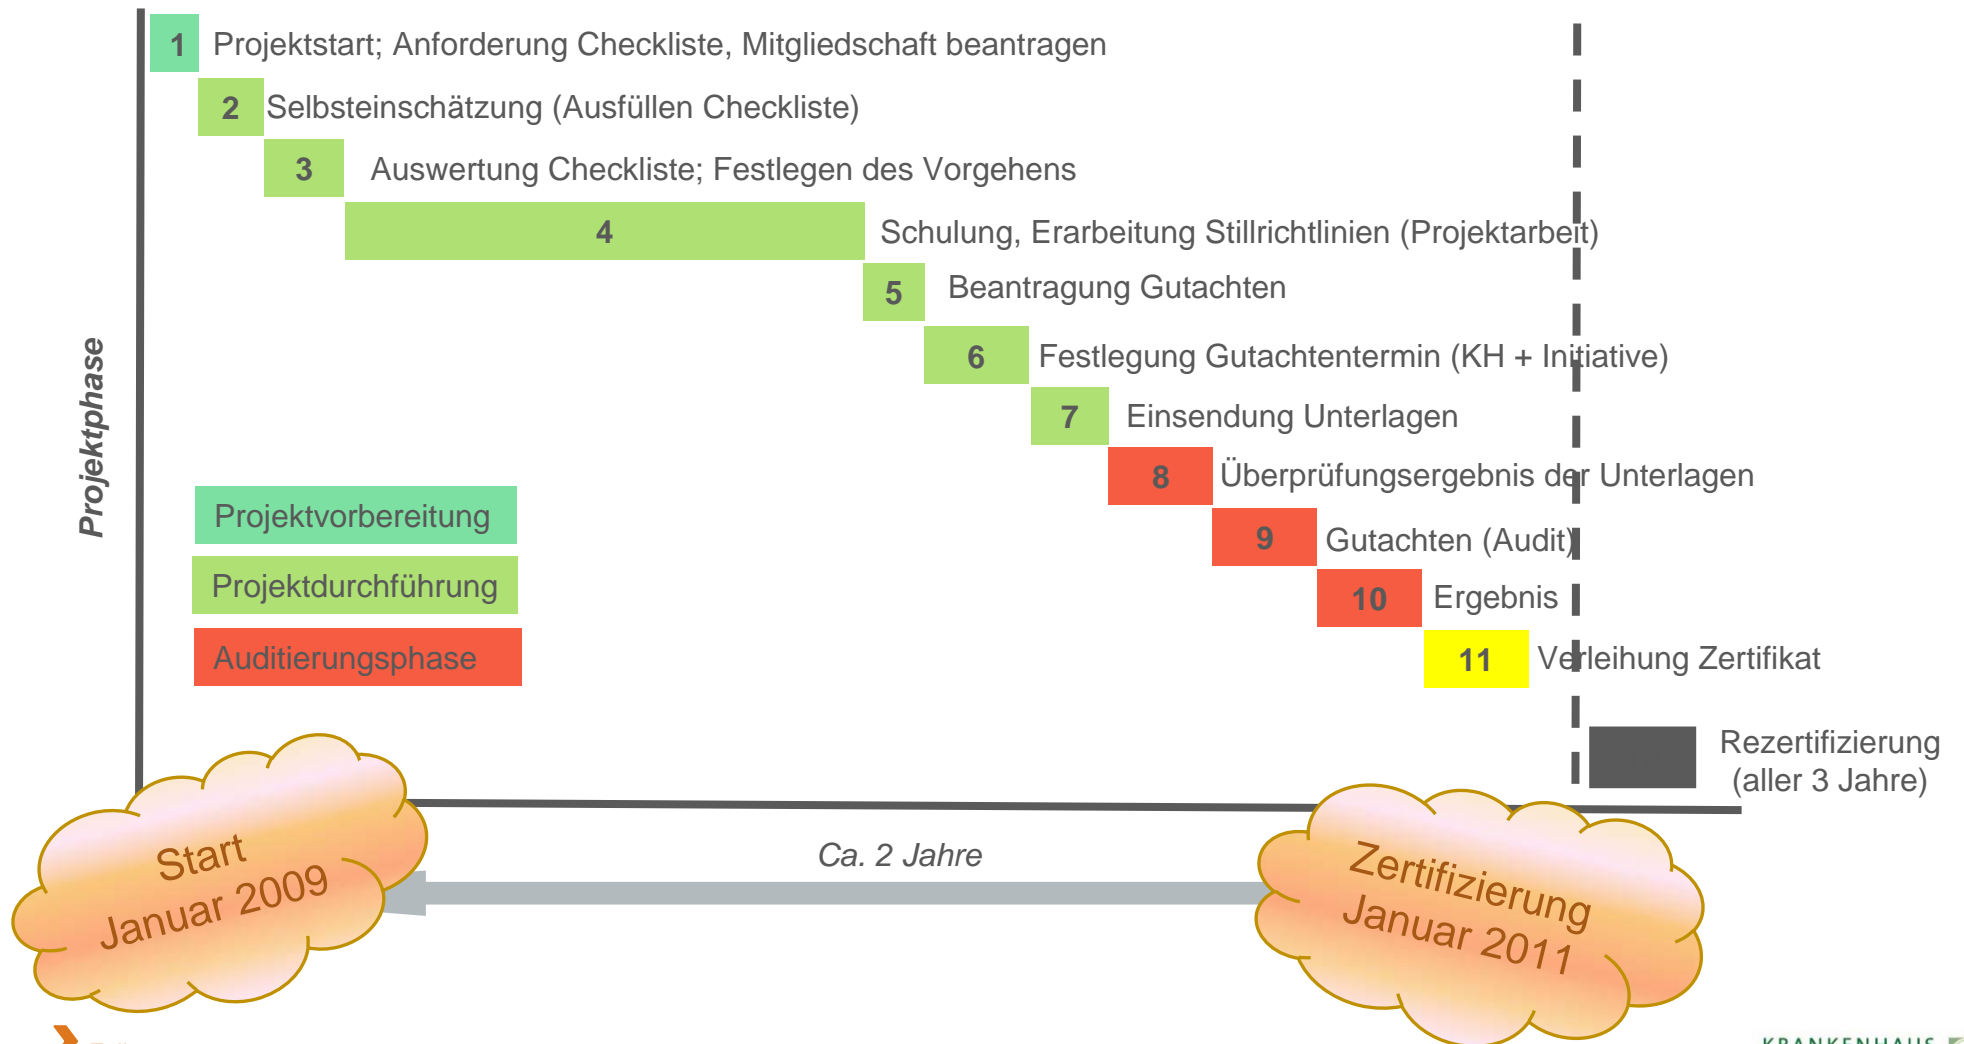 1 Projektstart; Anforderung Checkliste, Mitgliedschaft beantragen
2 Selbsteinschätzung (Ausfüllen Checkliste)
3 Auswertung Checkliste; Festlegen des Vorgehens
4 Schulung, Erarbeitung Stillrichtlinien (Projektarbeit)
5 Beantragung Gutachten
6 Festlegung Gutachtentermin (KH + Initiative)
7 Einsendung Unterlagen
8 Überprüfungsergebnis der Unterlagen
9 Gutachten (Audit)
10 Ergebnis
11 Verleihung Zertifikat
Rezertifizierung
(aller 3 Jahre)
Projektphase
Projektvorbereitung
Projektdurchführung
Auditierungsphase
Start
Januar 2009
Ca. 2 Jahre
Zertifizierung
Januar 2011
KRANKENHAUS